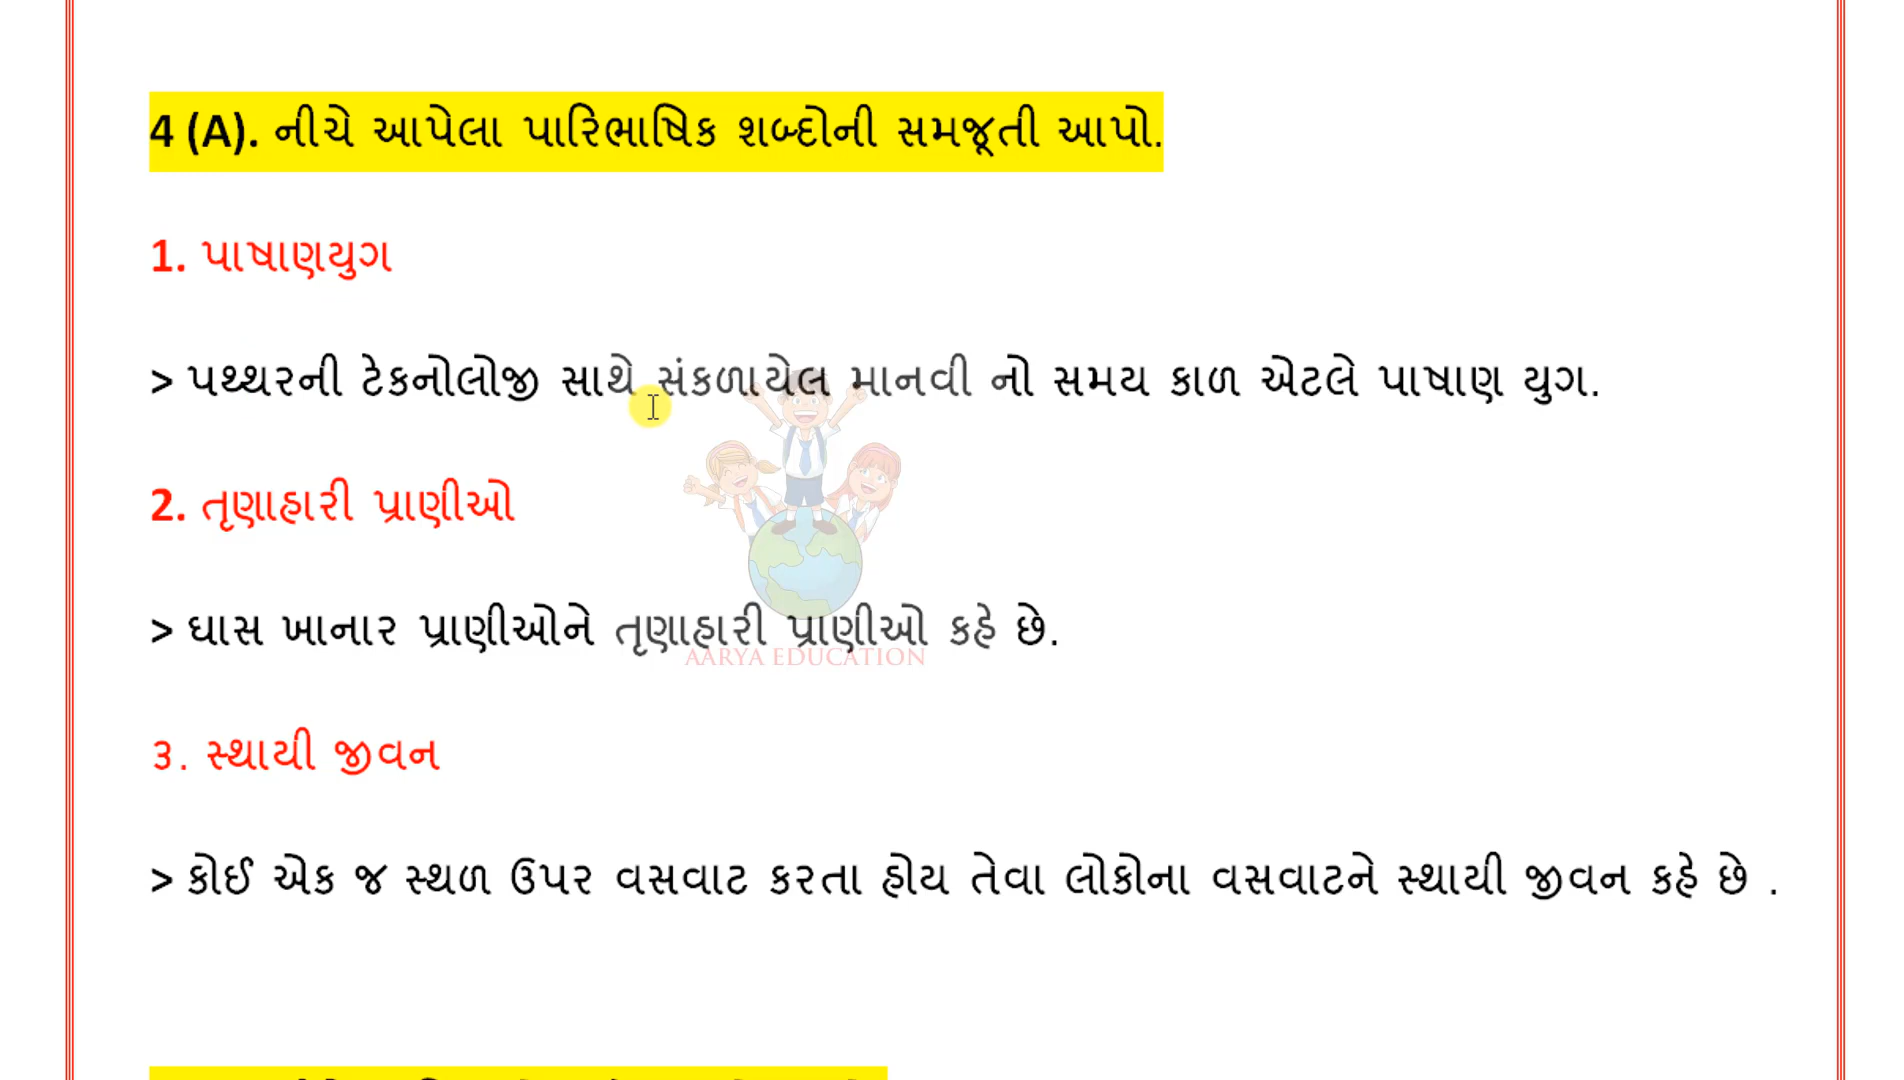 4 (A). નીચે આપેલા પારિભાષિક શબ્દોની સમજૂતી આપો.
1. પાષાણયુગ
> પથ્થરની ટેકનોલોજી સાથે સંકળાયેલ માનવી નો સમય કાળ એટલે પાષાણ યુગ.
2. તૃણાહારી પ્રાણીઓ
> ઘાસ ખાનાર પ્રાણીઓને તૃણાહારી પ્રાણીઓ કહે છે.
AARYA EDUCATION
૩. સ્થાયી જીવન
> કોઈ એક જ સ્થળ ઉપર વસવાટ કરતા હોય તેવા લોકોના વસવાટને સ્થાયી જીવન કહે છે .